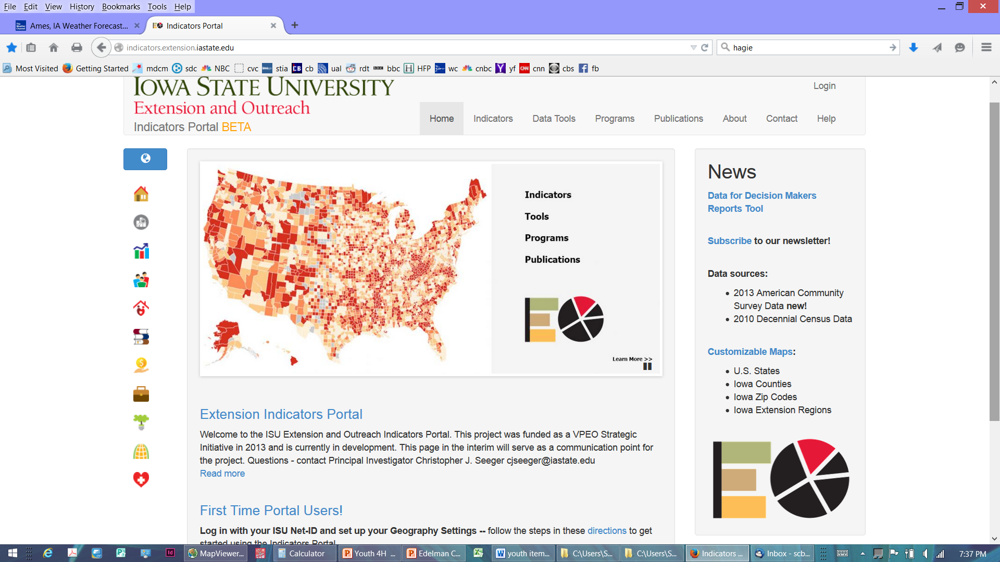 File Edit View History Bookmarks Tools Help
Ames, IA Weather Forecast...
Indicators Portal
indicators.extension.iastate.edu
hagie
Most Visited Getting Started mdcm sdc NBC cvc stia cb ual rdt bbc HFP wc cnbc yf cnn cbs fb
IOWA STATE UNIVERSITY
Extension and Outreach
Indicators Portal BETA
Login
Home Indicators Data Tools Programs Publications About Contact Help
Indicators
Tools
Programs
Publications
Learn More >>
Extension Indicators Portal
Welcome to the ISU Extension and Outreach Indicators Portal. This project was funded as a VPEO Strategic
Initiative in 2013 and is currently in development. This page in the interim will serve as a communication point for
the project. Questions - contact Principal Investigator Christopher J. Seeger cjseeger@iastate.edu
Read more
First Time Portal Users!
Log in with your ISU Net-ID and set up your Geography Settings -- follow the steps in these directions to get
started using the Indicators Portal
News
Data for Decision Makers
Reports Tool
Subscribe to our newsletter!
Data sources:
• 2013 American Community
Survey Data new!
• 2010 Decennial Census Data
Customizable Maps:
• U.S. States
• Iowa Counties
• Iowa Zip Codes
• Iowa Extension Regions
MapViewer... Calculator Youth 4H ... Edelman C... youth item... C:\Users\S... C:\Users\S... Indicators ... Inbox - scb... 7:37 PM